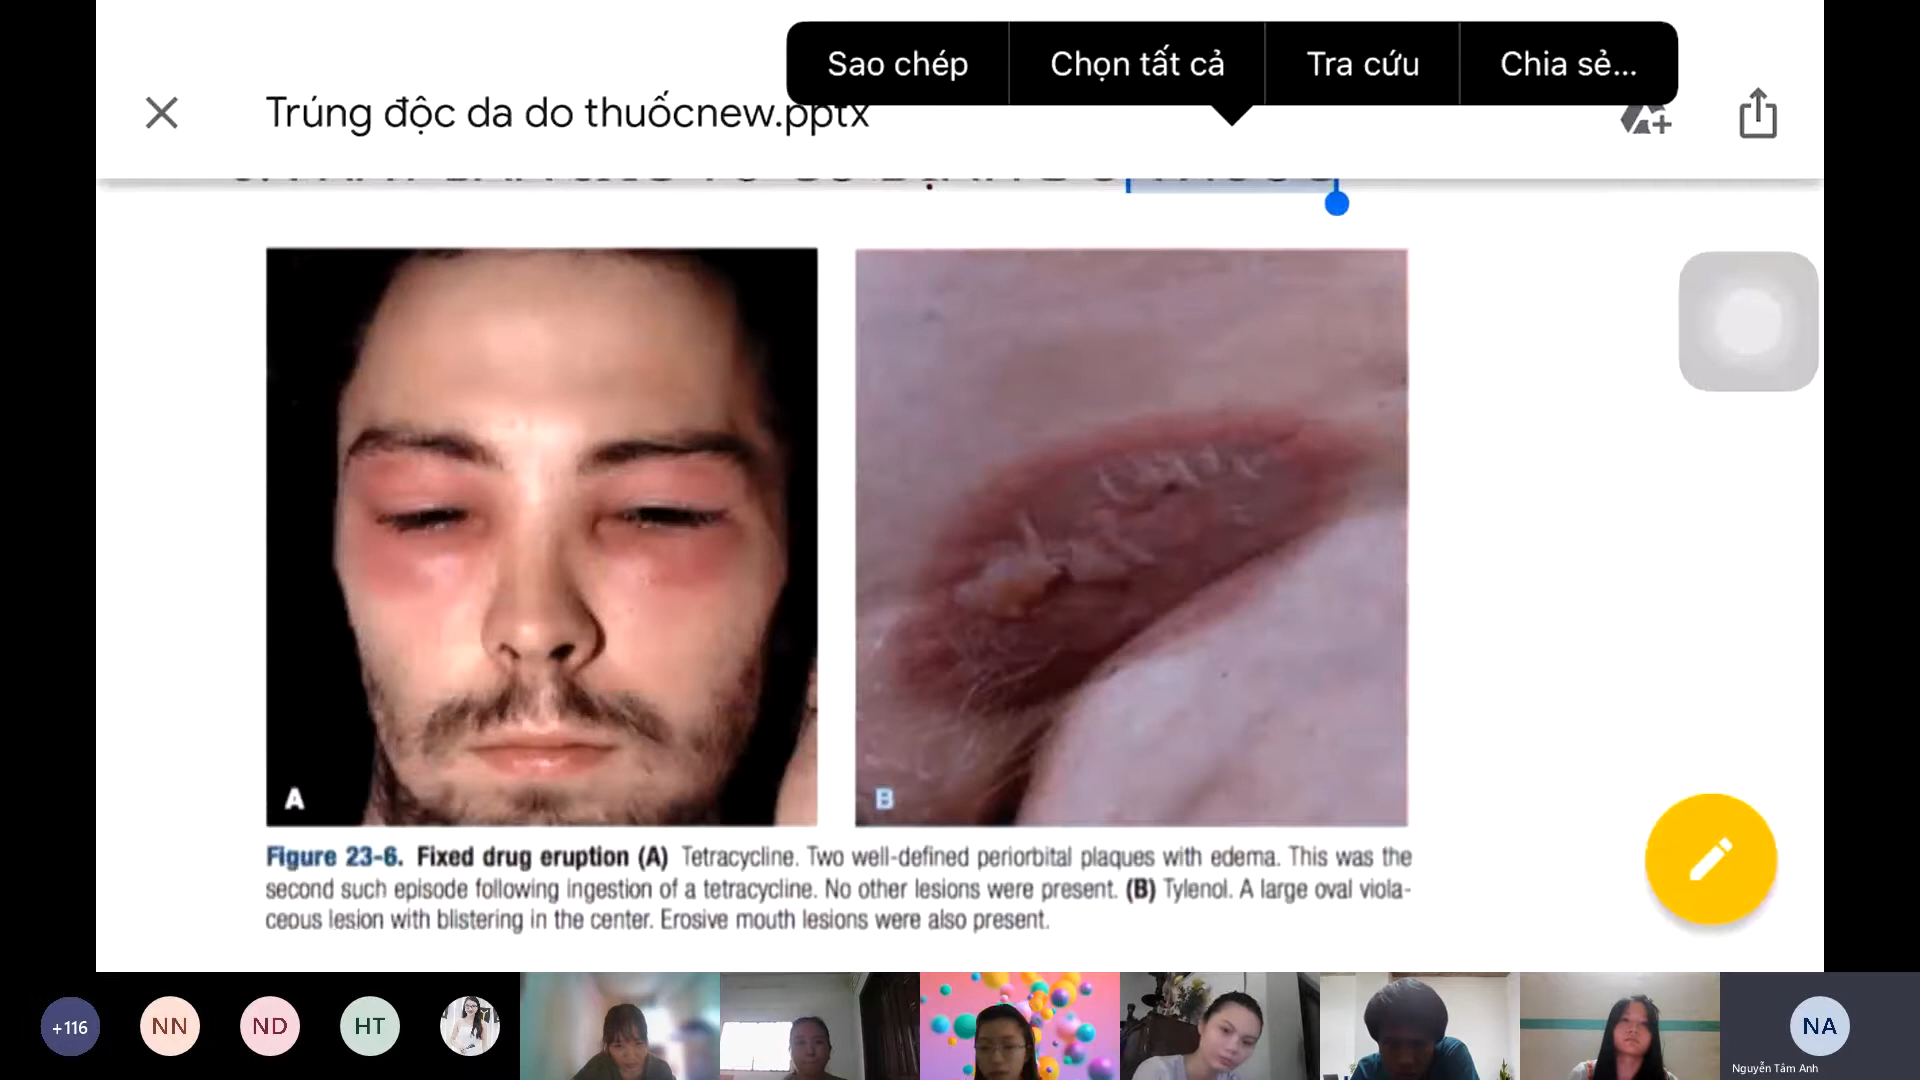 Sao chép
Chọn tất cả
Tra cứu
Chia sẻ...
Trúng độc da do thuốcnew.pptx
A
B
Figure 23-6. Fixed drug eruption (A) Tetracycline. Two well-defined periorbital plaques with edema. This was the
second such episode following ingestion of a tetracycline. No other lesions were present. (B) Tylenol. A large oval viola-
ceous lesion with blistering in the center. Erosive mouth lesions were also present.
+116
NN
ND
HT
NA
Nguyễn Tâm Anh